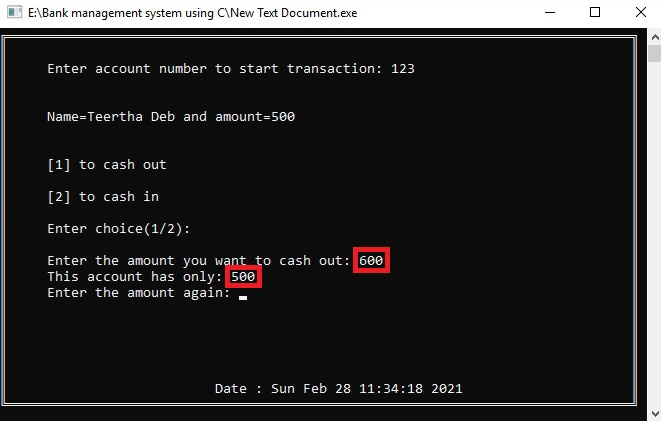 E:\Bank management system using C\New Text Document.exe
Enter account number to start transaction: 123
Name=Teertha Deb and amount=500
[1] to cash out
[2] to cash in
Enter choice(1/2):
Enter the amount you want to cash out: 600
This account has only: 500
Enter the amount again:
Date : Sun Feb 28 11:34:18 2021